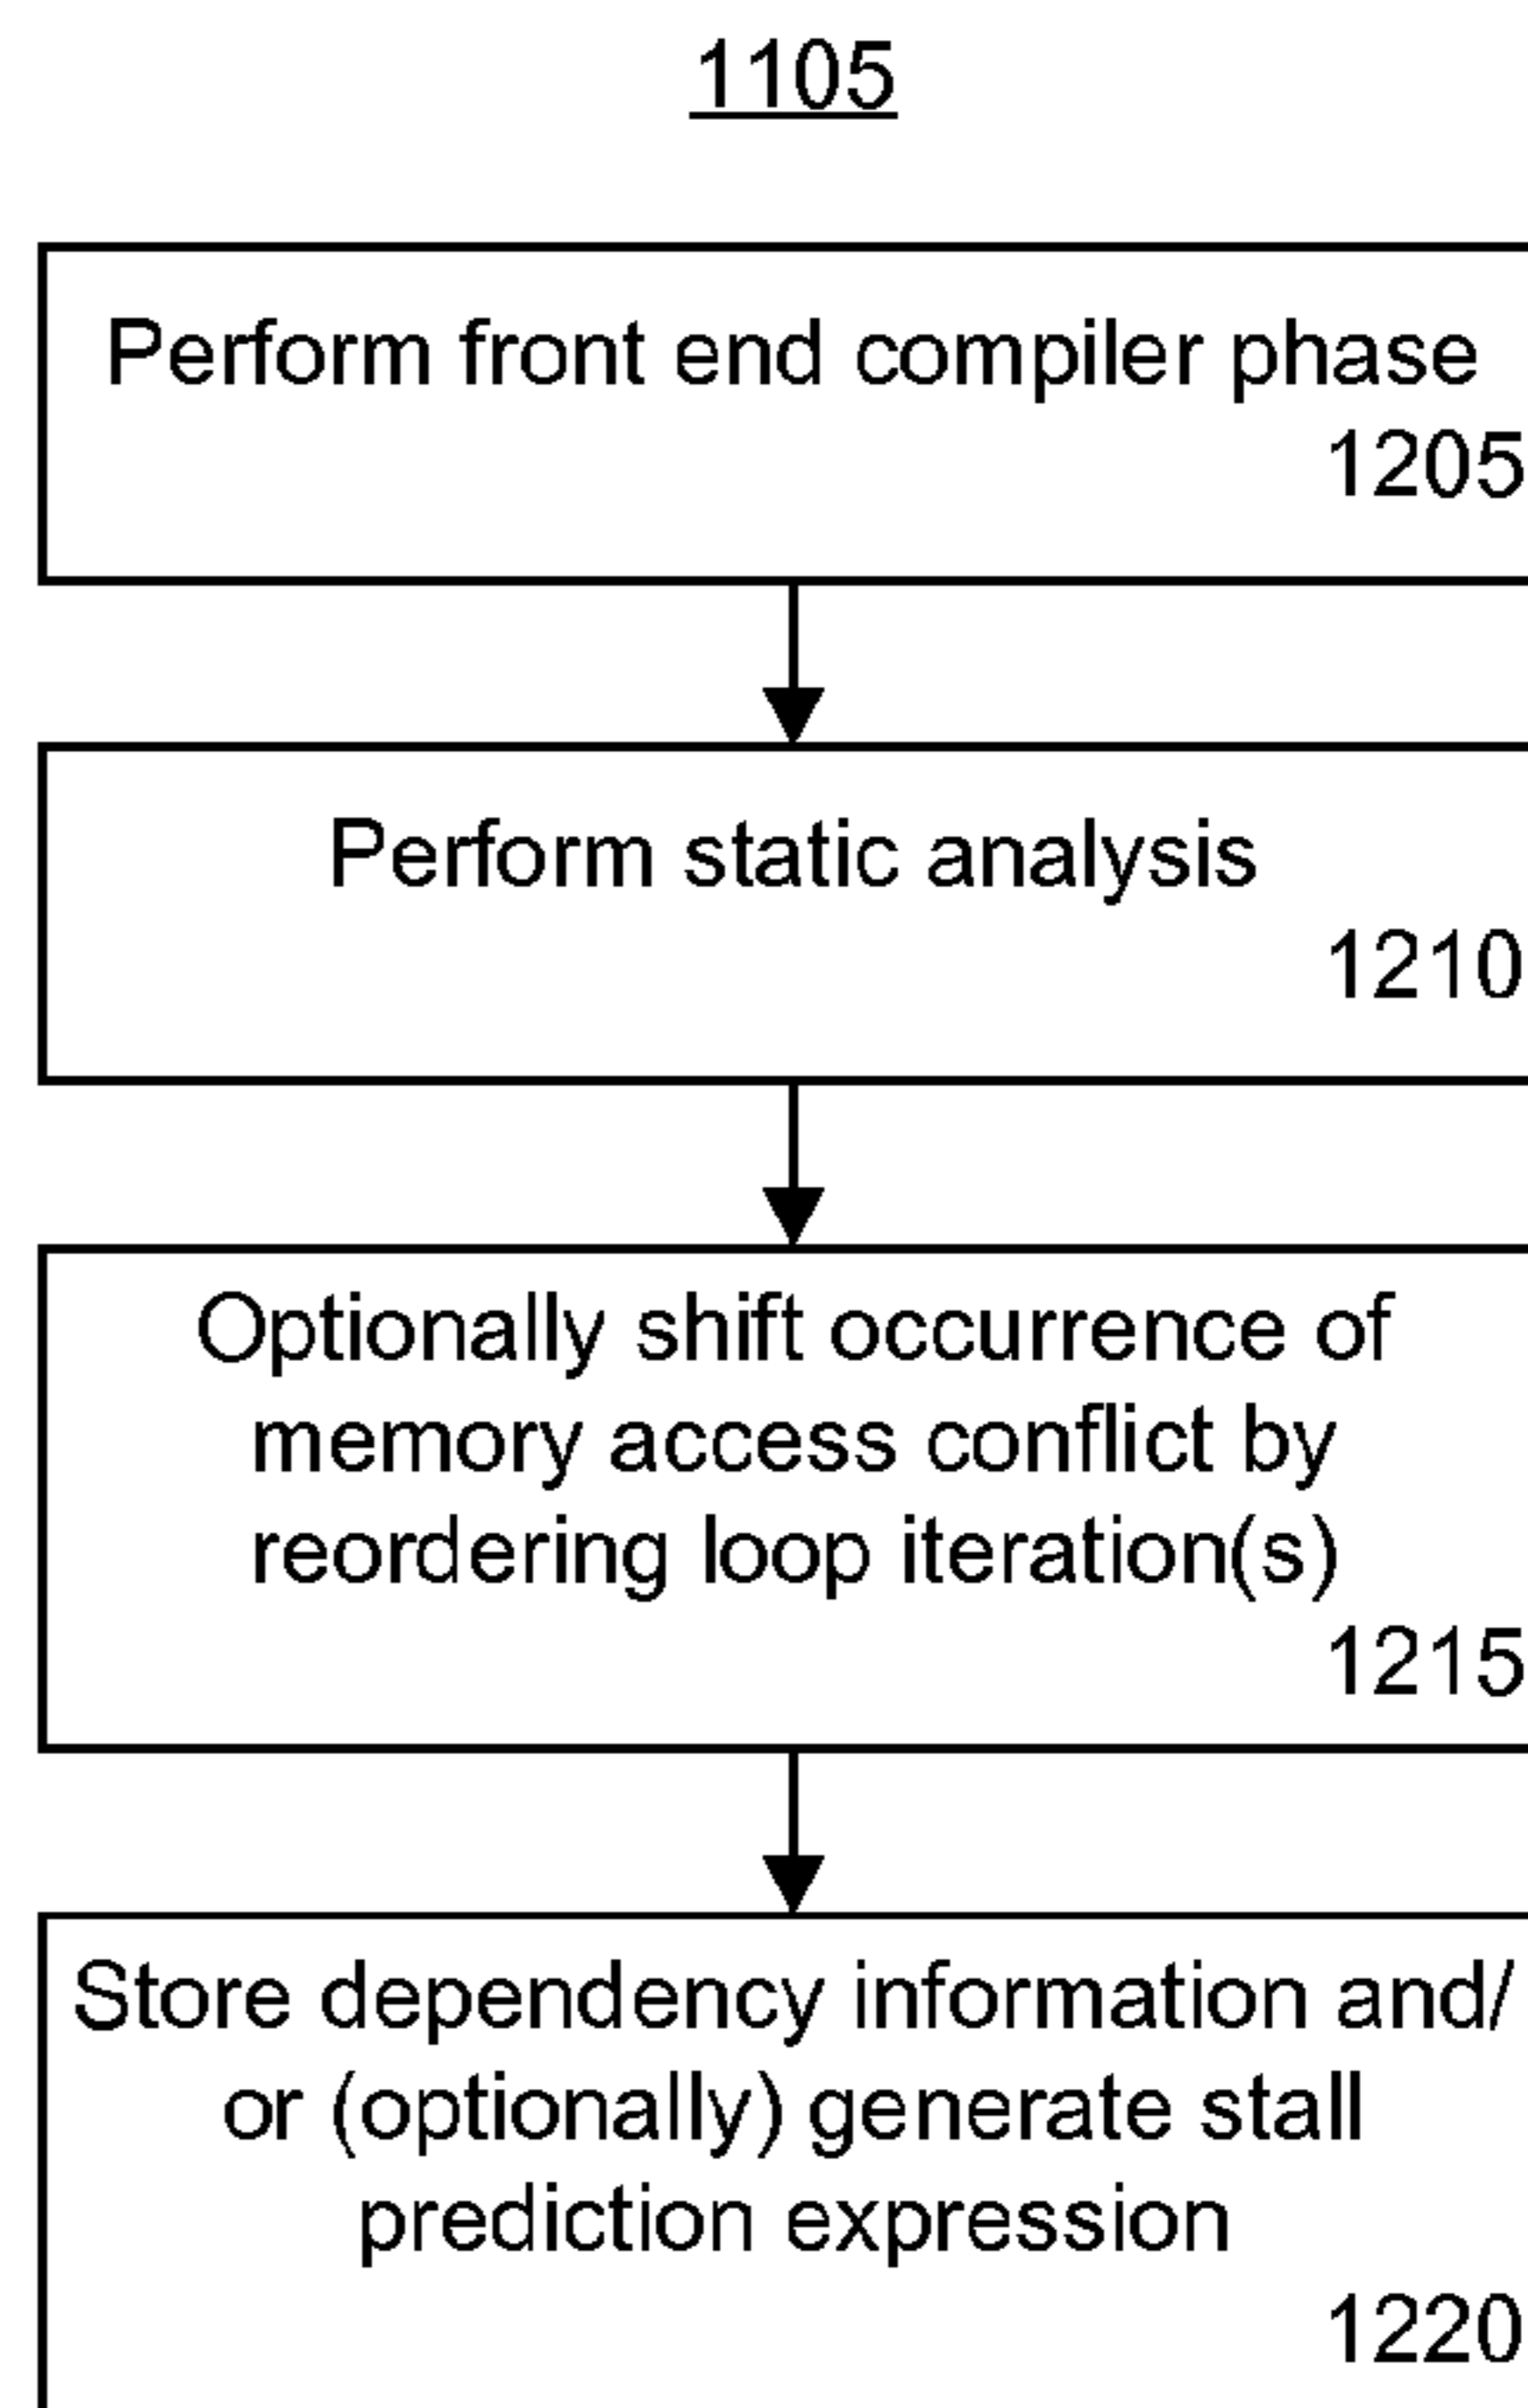 1105
Perform front end compiler phase
1205
Perform static analysis
1210
Optionally shift occurrence of
memory access conflict by
reordering loop iteration(s)
1215
Store dependency information and/
or (optionally) generate stall
prediction expression
1220